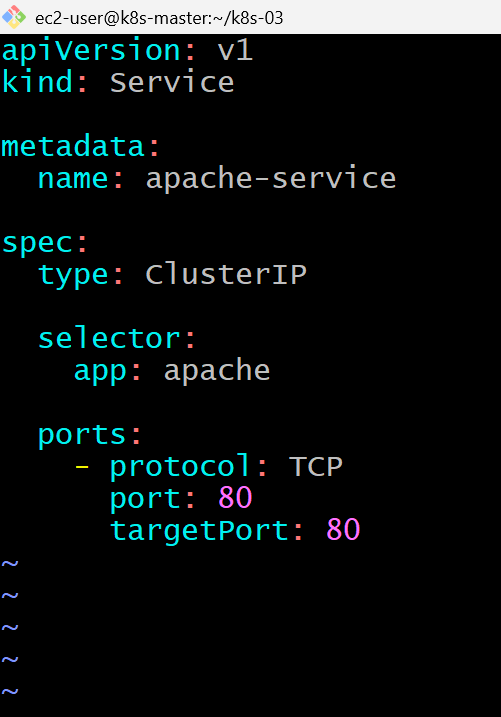 ec2-user@k8s-master:~/k8s-03
apiVersion: v1
kind: Service
metadata:
  name: apache-service
spec:
  type: ClusterIP
  selector:
    app: apache
  ports:
    - protocol: TCP
      port: 80
      targetPort: 80
~
~
~
~
~